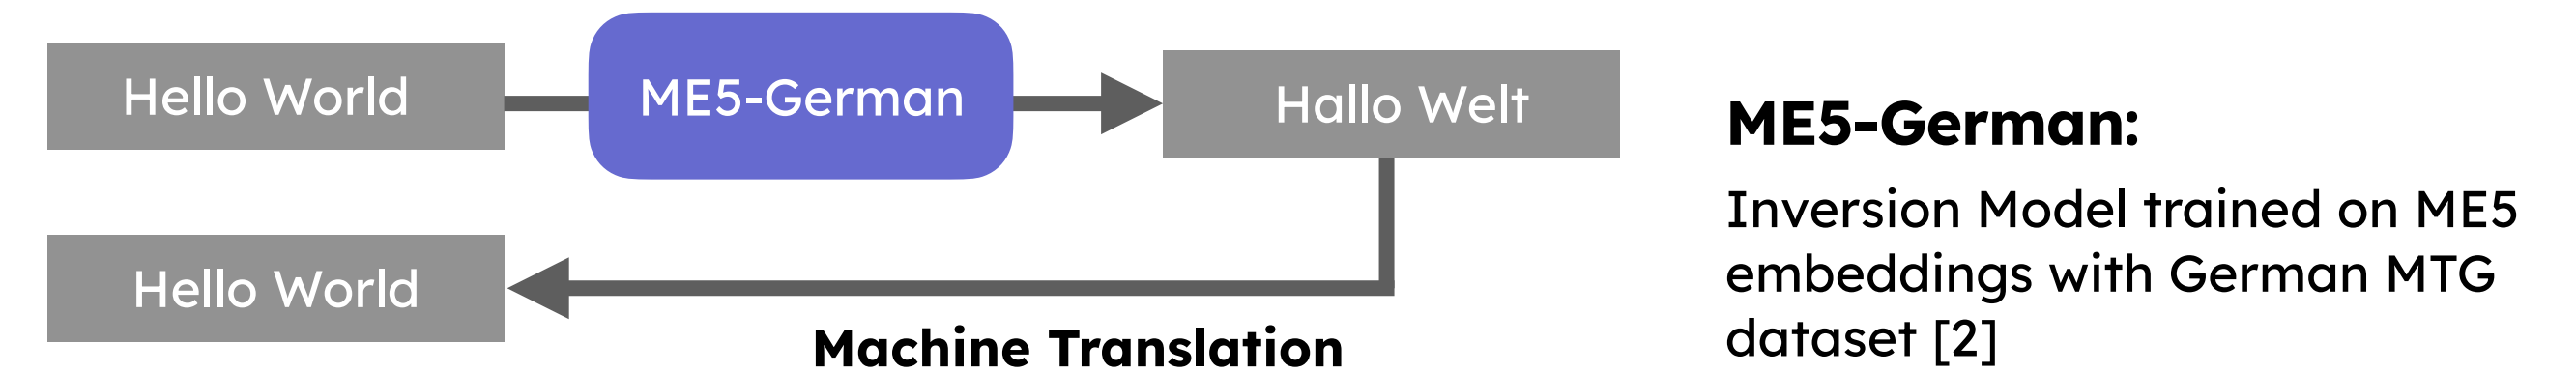 Hello World
ME5-German
Hallo Welt
Hello World
Machine Translation
ME5-German:
Inversion Model trained on ME5
embeddings with German MTG
dataset [2]